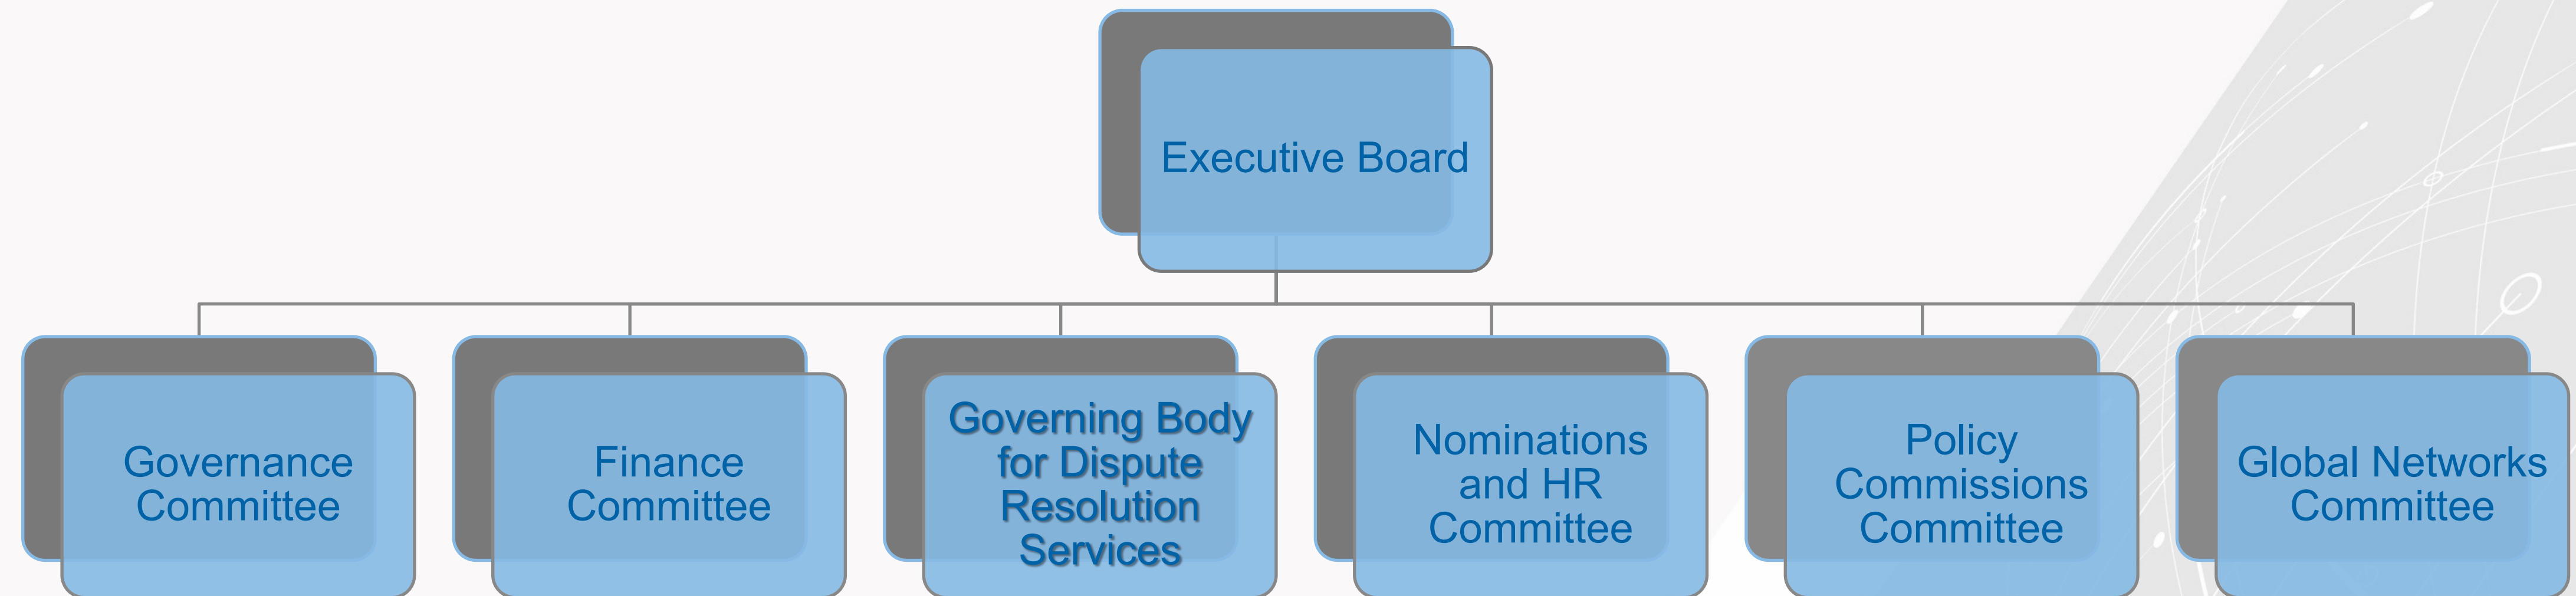 Executive Board
Governance
Committee
Finance
Committee
Governing Body
for Dispute
Resolution
Services
Nominations
and HR
Committee
Policy
Commissions
Committee
Global Networks
Committee